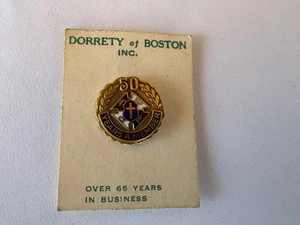 DORRETY of BOSTON
INC.
50
YEARS A MEMBER
OVER 66 YEARS
IN BUSINESS